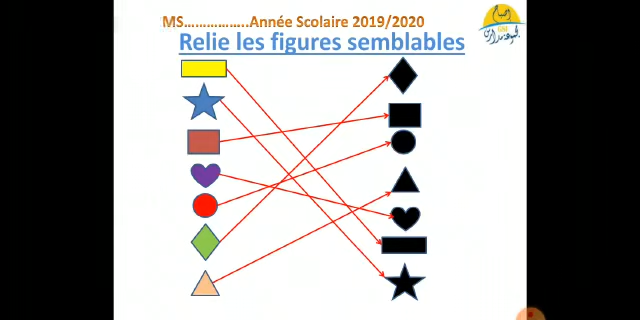 MS……………..Année Scolaire 2019/2020
Relie les figures semblables